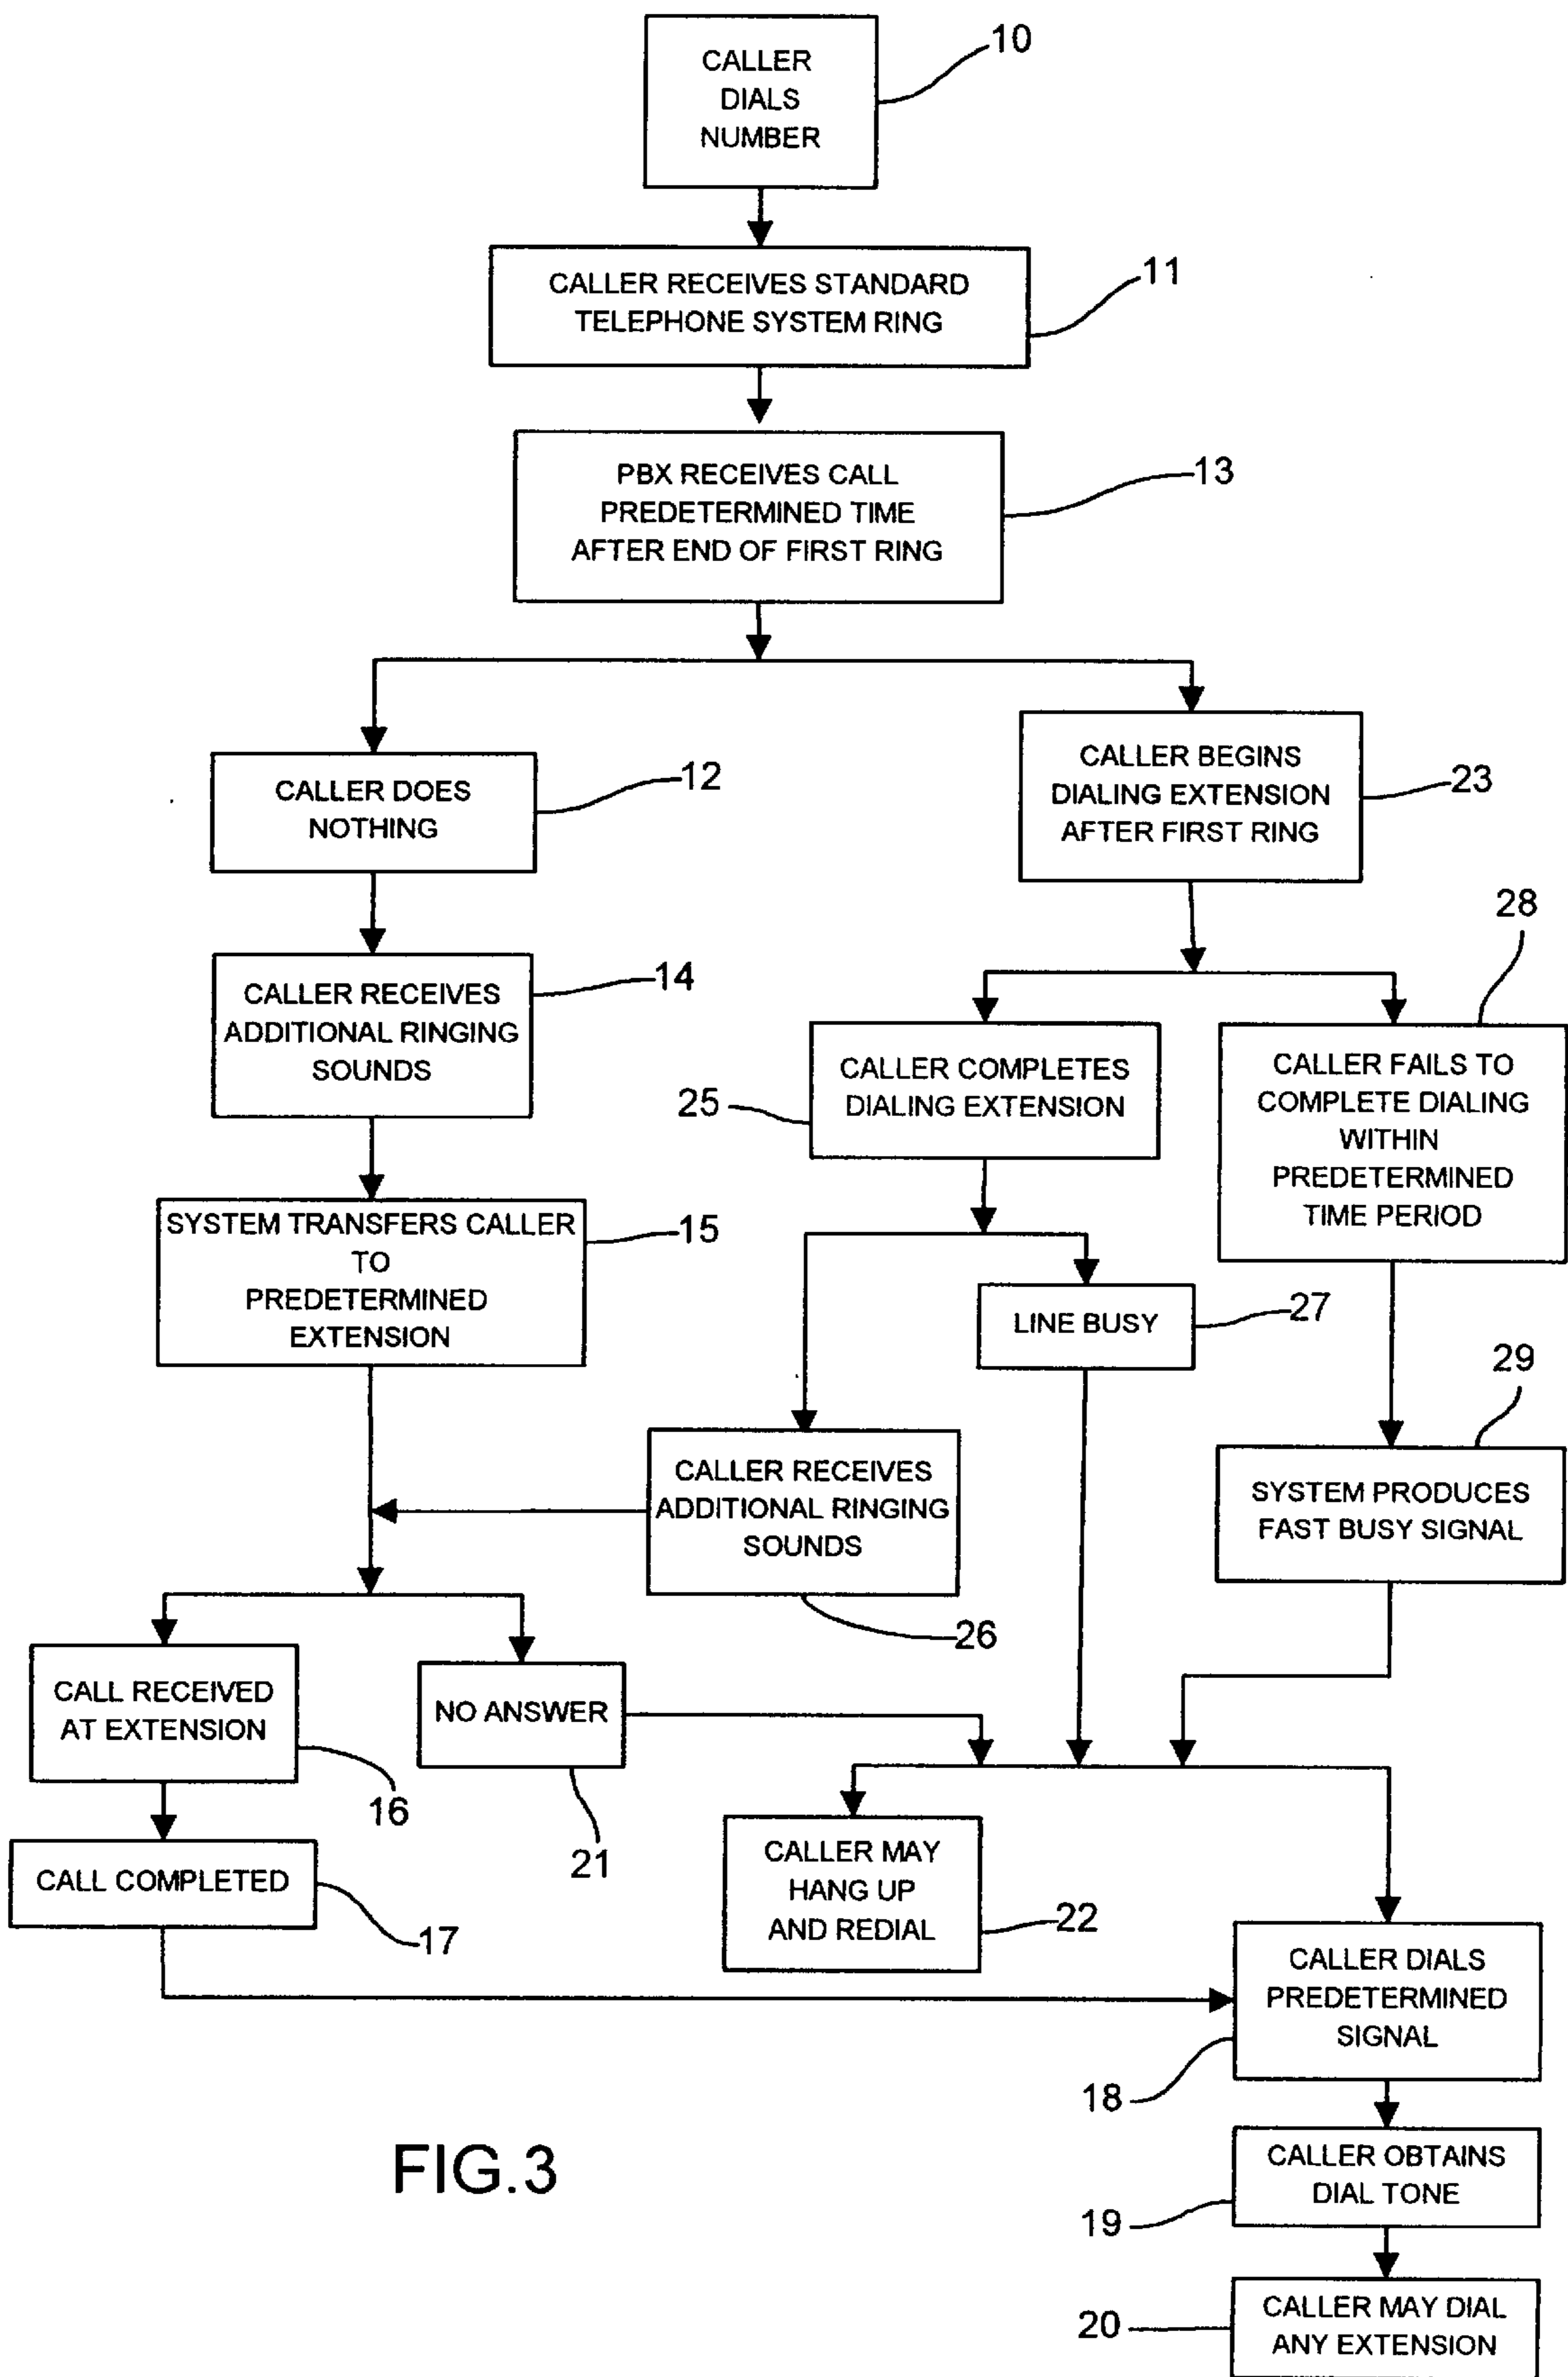 CALLER
DIALS
NUMBER
10
CALLER RECEIVES STANDARD
TELEPHONE SYSTEM RING
11
PBX RECEIVES CALL
PREDETERMINED TIME
AFTER END OF FIRST RING
13
CALLER DOES
NOTHING
12
CALLER BEGINS
DIALING EXTENSION
AFTER FIRST RING
23
CALLER RECEIVES
ADDITIONAL RINGING
SOUNDS
14
CALLER COMPLETES
DIALING EXTENSION
25
28
CALLER FAILS TO
COMPLETE DIALING
WITHIN
PREDETERMINED
TIME PERIOD
SYSTEM TRANSFERS CALLER
TO
PREDETERMINED
EXTENSION
15
LINE BUSY
27
29
CALLER RECEIVES
ADDITIONAL RINGING
SOUNDS
26
SYSTEM PRODUCES
FAST BUSY SIGNAL
CALL RECEIVED
AT EXTENSION
16
NO ANSWER
21
CALL COMPLETED
17
CALLER MAY
HANG UP
AND REDIAL
22
CALLER DIALS
PREDETERMINED
SIGNAL
18
CALLER OBTAINS
DIAL TONE
19
CALLER MAY DIAL
ANY EXTENSION
20
FIG.3